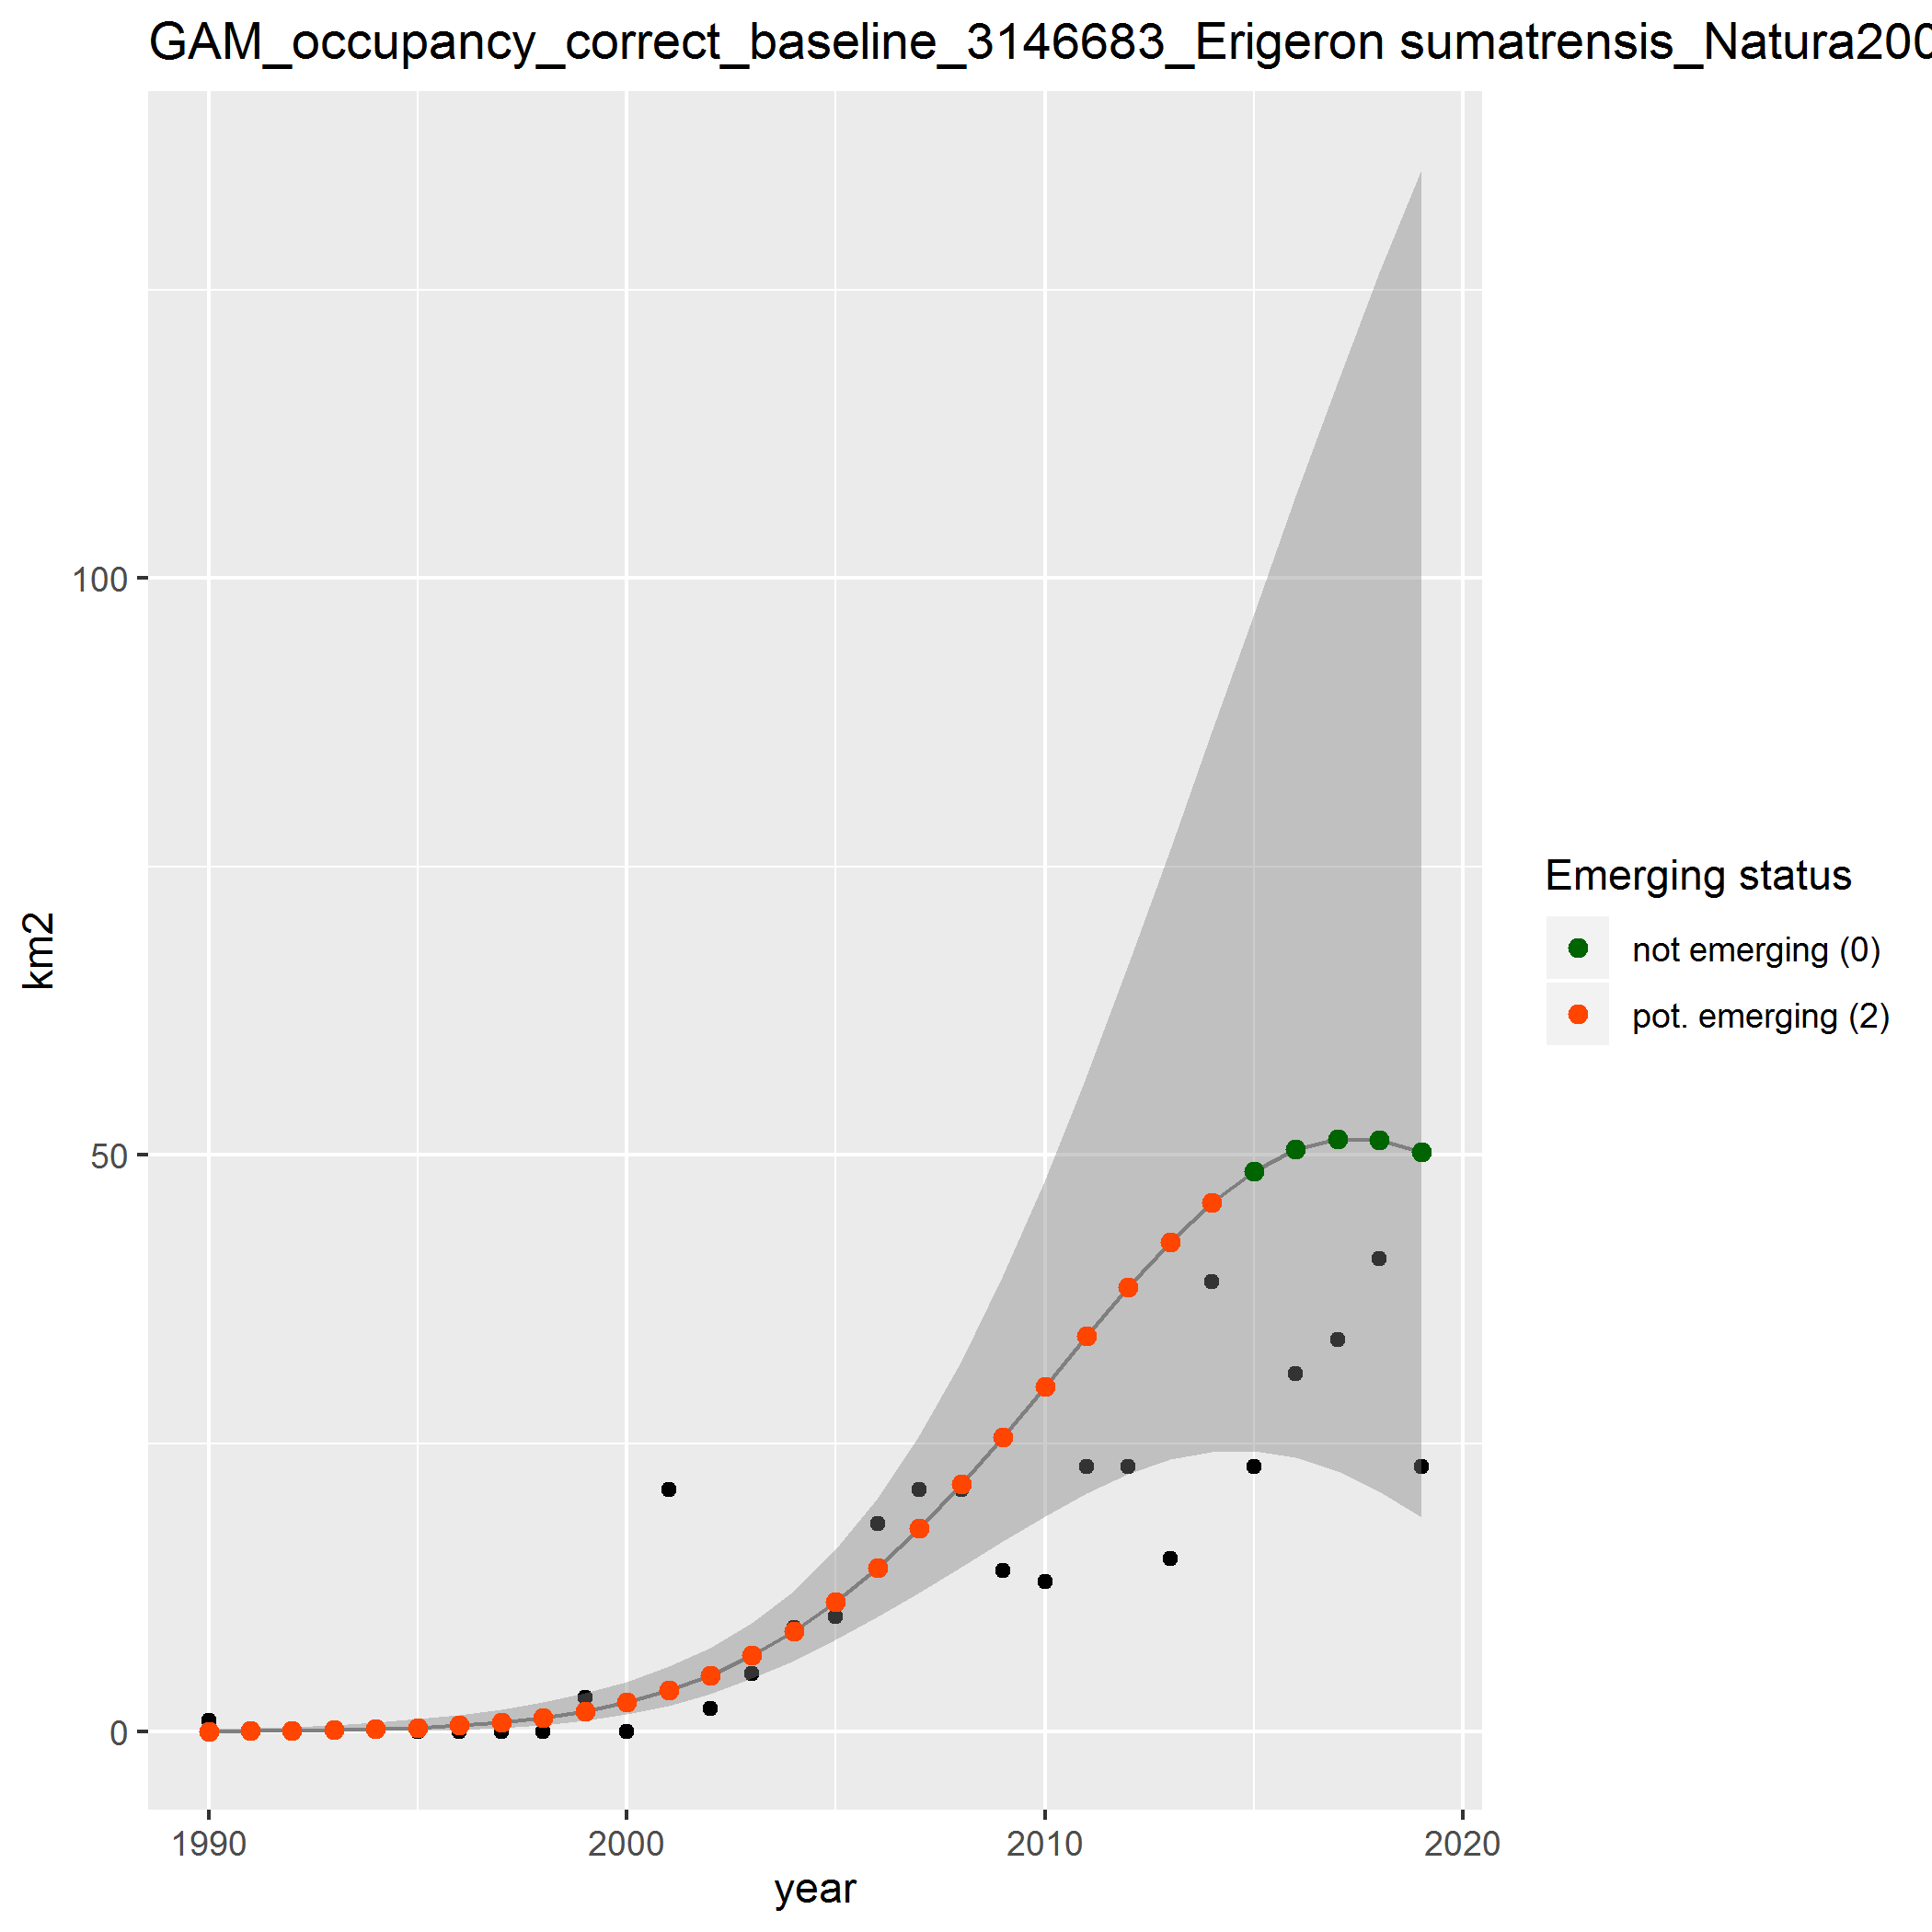 GAM_occupancy_correct_baseline_3146683_Erigeron sumatrensis_Natura200
100
50
0
km2
1990 2000 2010 2020
year
Emerging status
not emerging (0)
pot. emerging (2)